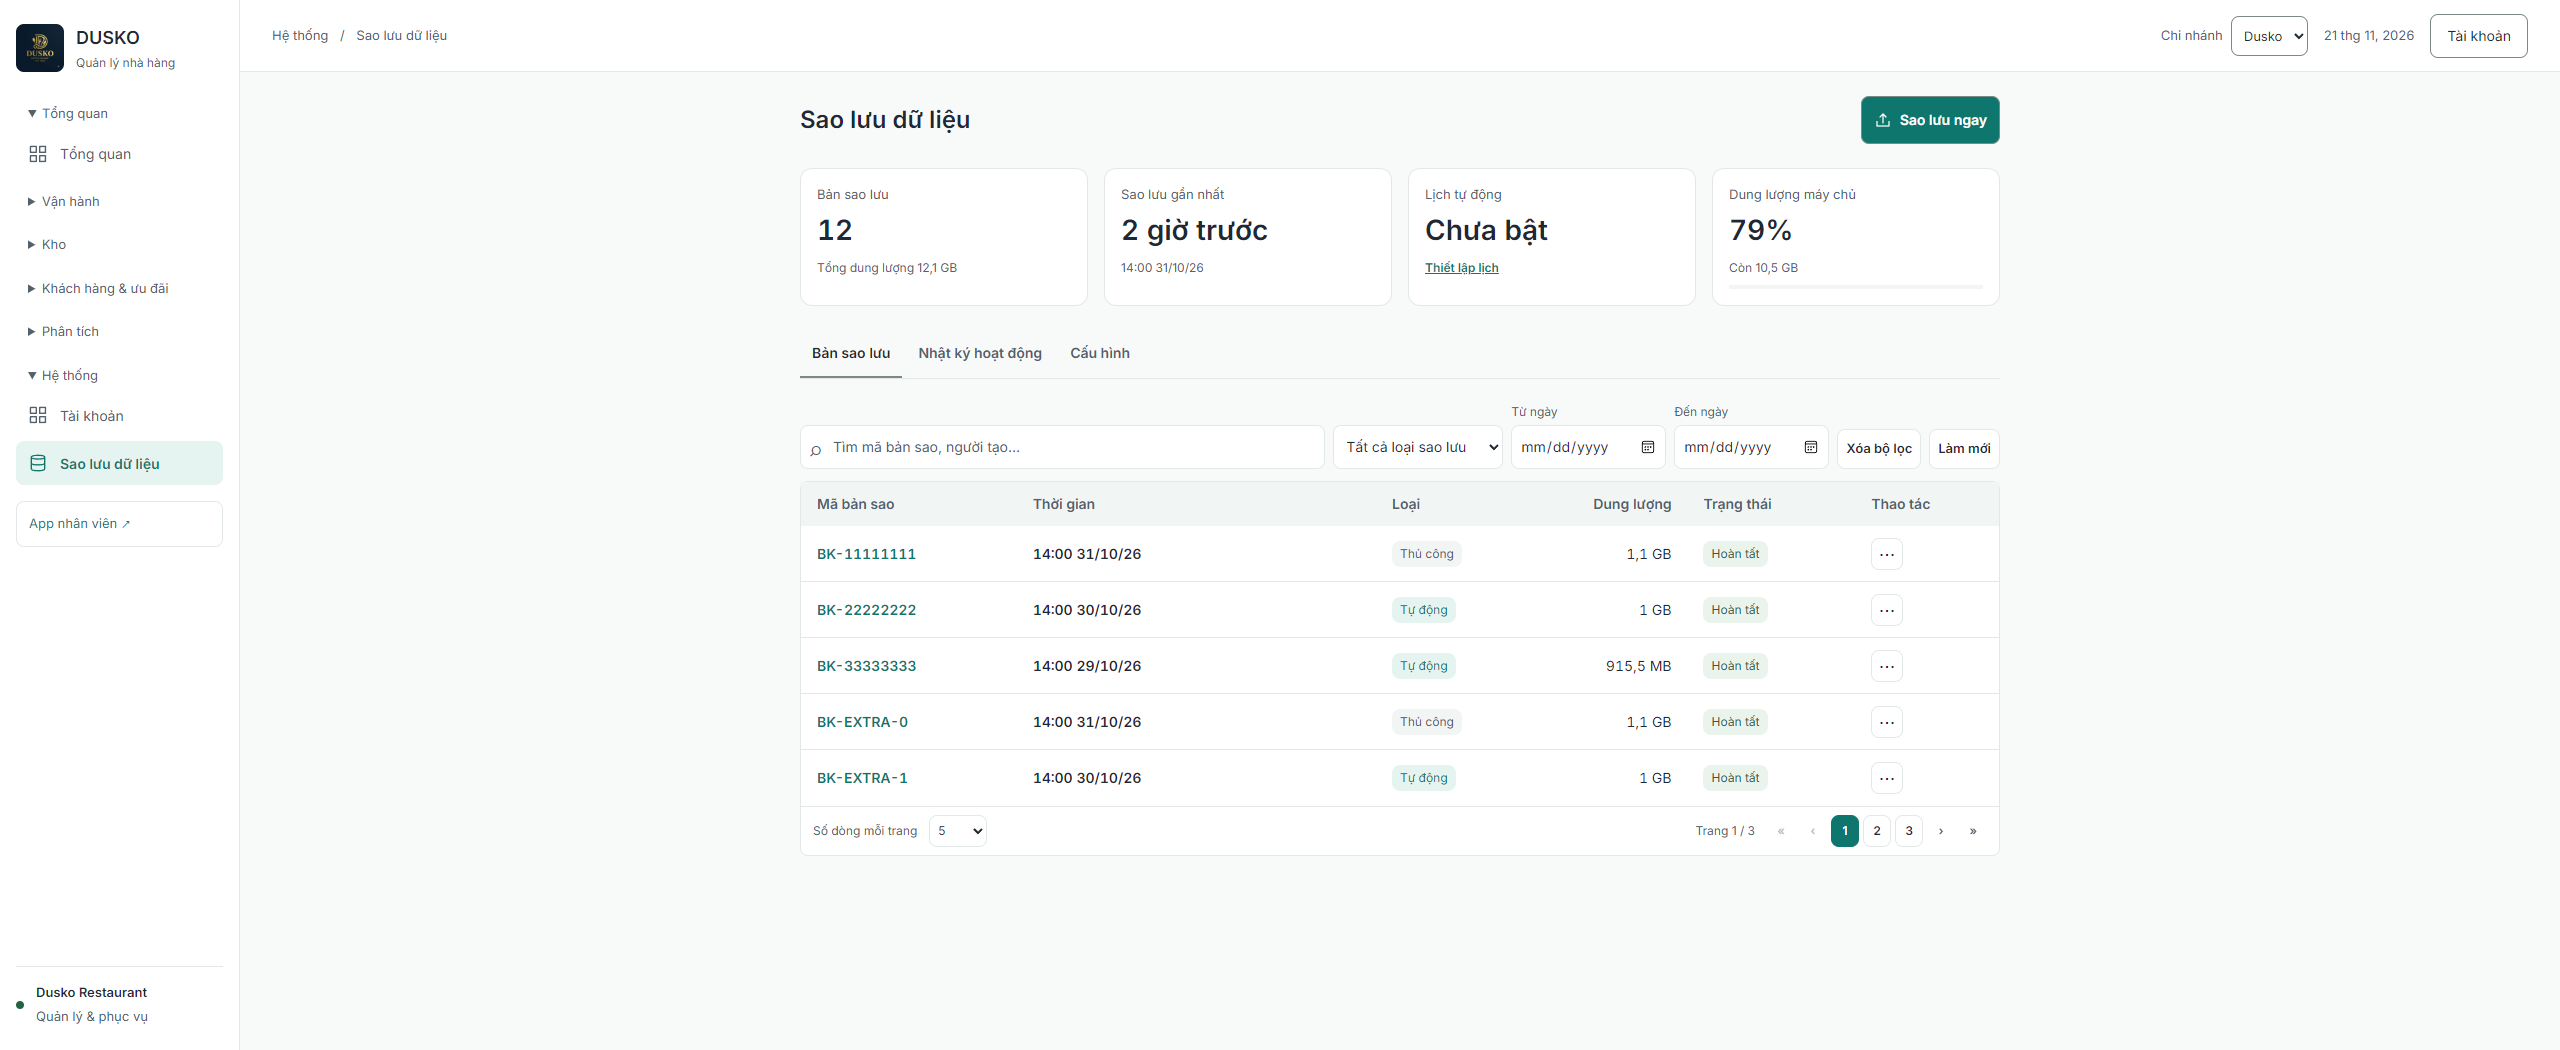 DUSKO
DUSKO
Quản lý nhà hàng
Tổng quan
Tổng quan
Vận hành
Kho
Khách hàng & ưu đãi
Phân tích
Hệ thống
Tài khoản
Sao lưu dữ liệu
App nhân viên ↗
Dusko Restaurant
Quản lý & phục vụ
Hệ thống / Sao lưu dữ liệu
Chi nhánh Dusko 21 thg 11, 2026 Tài khoản
Sao lưu dữ liệu
Sao lưu ngay
Bản sao lưu
12
Tổng dung lượng 12,1 GB
Sao lưu gần nhất
2 giờ trước
14:00 31/10/26
Lịch tự động
Chưa bật
Thiết lập lịch
Dung lượng máy chủ
79%
Còn 10,5 GB
Bản sao lưu Nhật ký hoạt động Cấu hình
Từ ngày Đến ngày
Tìm mã bản sao, người tạo... Tất cả loại sao lưu mm/dd/yyyy mm/dd/yyyy Xóa bộ lọc Làm mới
Mã bản sao Thời gian Loại Dung lượng Trạng thái Thao tác
BK-11111111 14:00 31/10/26 Thủ công 1,1 GB Hoàn tất ...
BK-22222222 14:00 30/10/26 Tự động 1 GB Hoàn tất ...
BK-33333333 14:00 29/10/26 Tự động 915,5 MB Hoàn tất ...
BK-EXTRA-0 14:00 31/10/26 Thủ công 1,1 GB Hoàn tất ...
BK-EXTRA-1 14:00 30/10/26 Tự động 1 GB Hoàn tất ...
Số dòng mỗi trang 5 Trang 1 / 3 « ‹ 1 2 3 › »